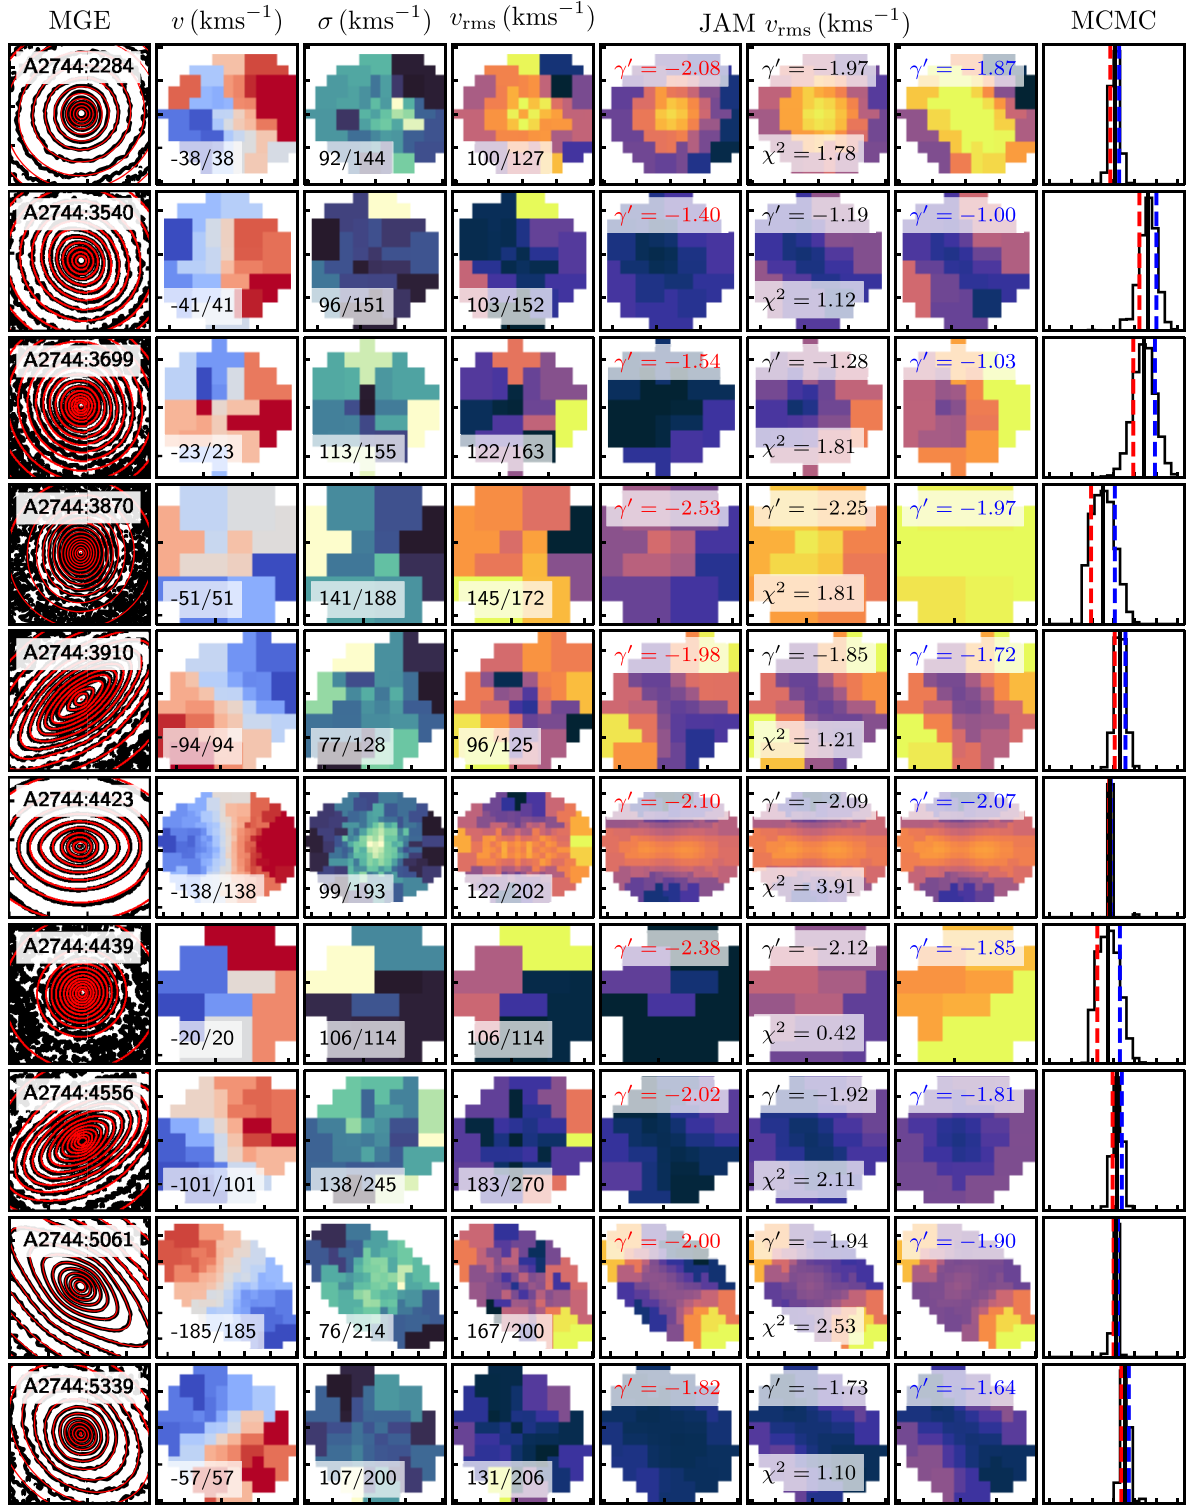 MGE v (kms⁻¹) σ (kms⁻¹) v_rms (kms⁻¹) JAM v_rms (kms⁻¹) MCMC
A2744:2284 γ′ = −2.08 γ′ = −1.97 γ′ = −1.87
-38/38 92/144 100/127 χ² = 1.78
A2744:3540 γ′ = −1.40 γ′ = −1.19 γ′ = −1.00
-41/41 96/151 103/152 χ² = 1.12
A2744:3699 γ′ = −1.54 γ′ = −1.28 γ′ = −1.03
-23/23 113/155 122/163 χ² = 1.81
A2744:3870 γ′ = −2.53 γ′ = −2.25 γ′ = −1.97
-51/51 141/188 145/172 χ² = 1.81
A2744:3910 γ′ = −1.98 γ′ = −1.85 γ′ = −1.72
-94/94 77/128 96/125 χ² = 1.21
A2744:4423 γ′ = −2.10 γ′ = −2.09 γ′ = −2.07
-138/138 99/193 122/202 χ² = 3.91
A2744:4439 γ′ = −2.38 γ′ = −2.12 γ′ = −1.85
-20/20 106/114 106/114 χ² = 0.42
A2744:4556 γ′ = −2.02 γ′ = −1.92 γ′ = −1.81
-101/101 138/245 183/270 χ² = 2.11
A2744:5061 γ′ = −2.00 γ′ = −1.94 γ′ = −1.90
-185/185 76/214 167/200 χ² = 2.53
A2744:5339 γ′ = −1.82 γ′ = −1.73 γ′ = −1.64
-57/57 107/200 131/206 χ² = 1.10